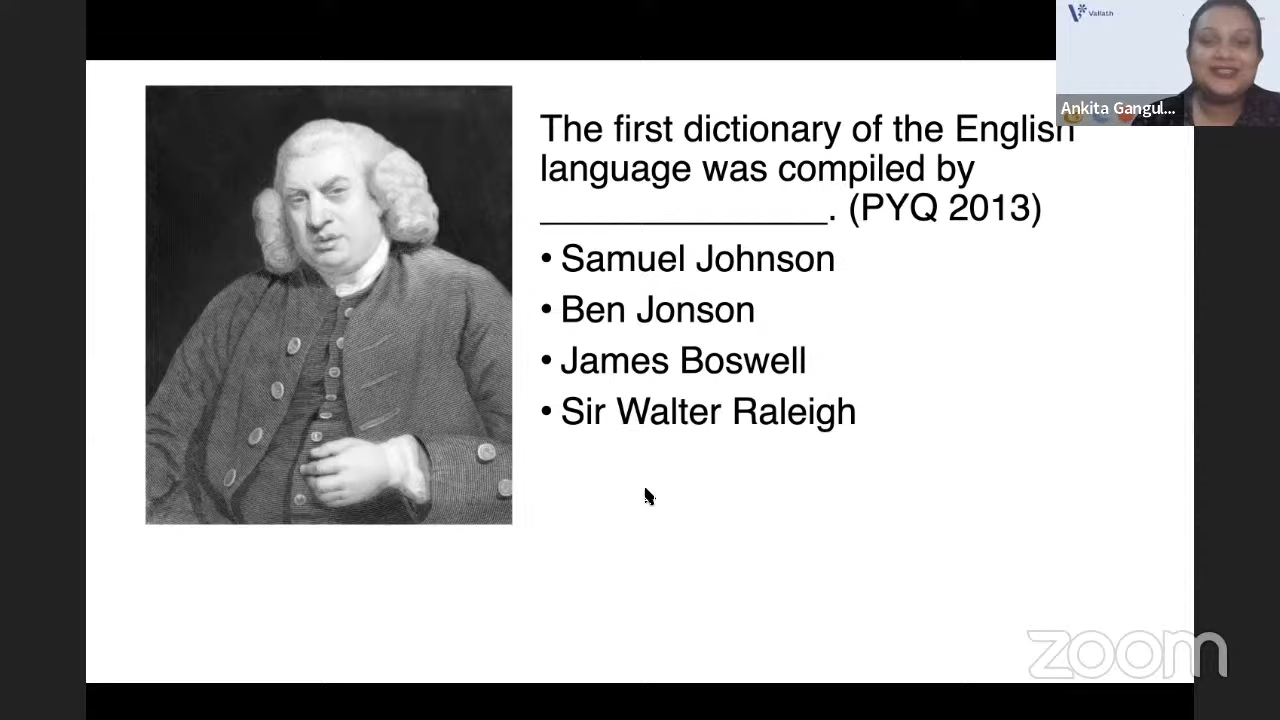 Vallath
Ankita Gangul...
The first dictionary of the English
language was compiled by
_______________. (PYQ 2013)
• Samuel Johnson
• Ben Jonson
• James Boswell
• Sir Walter Raleigh
zoom